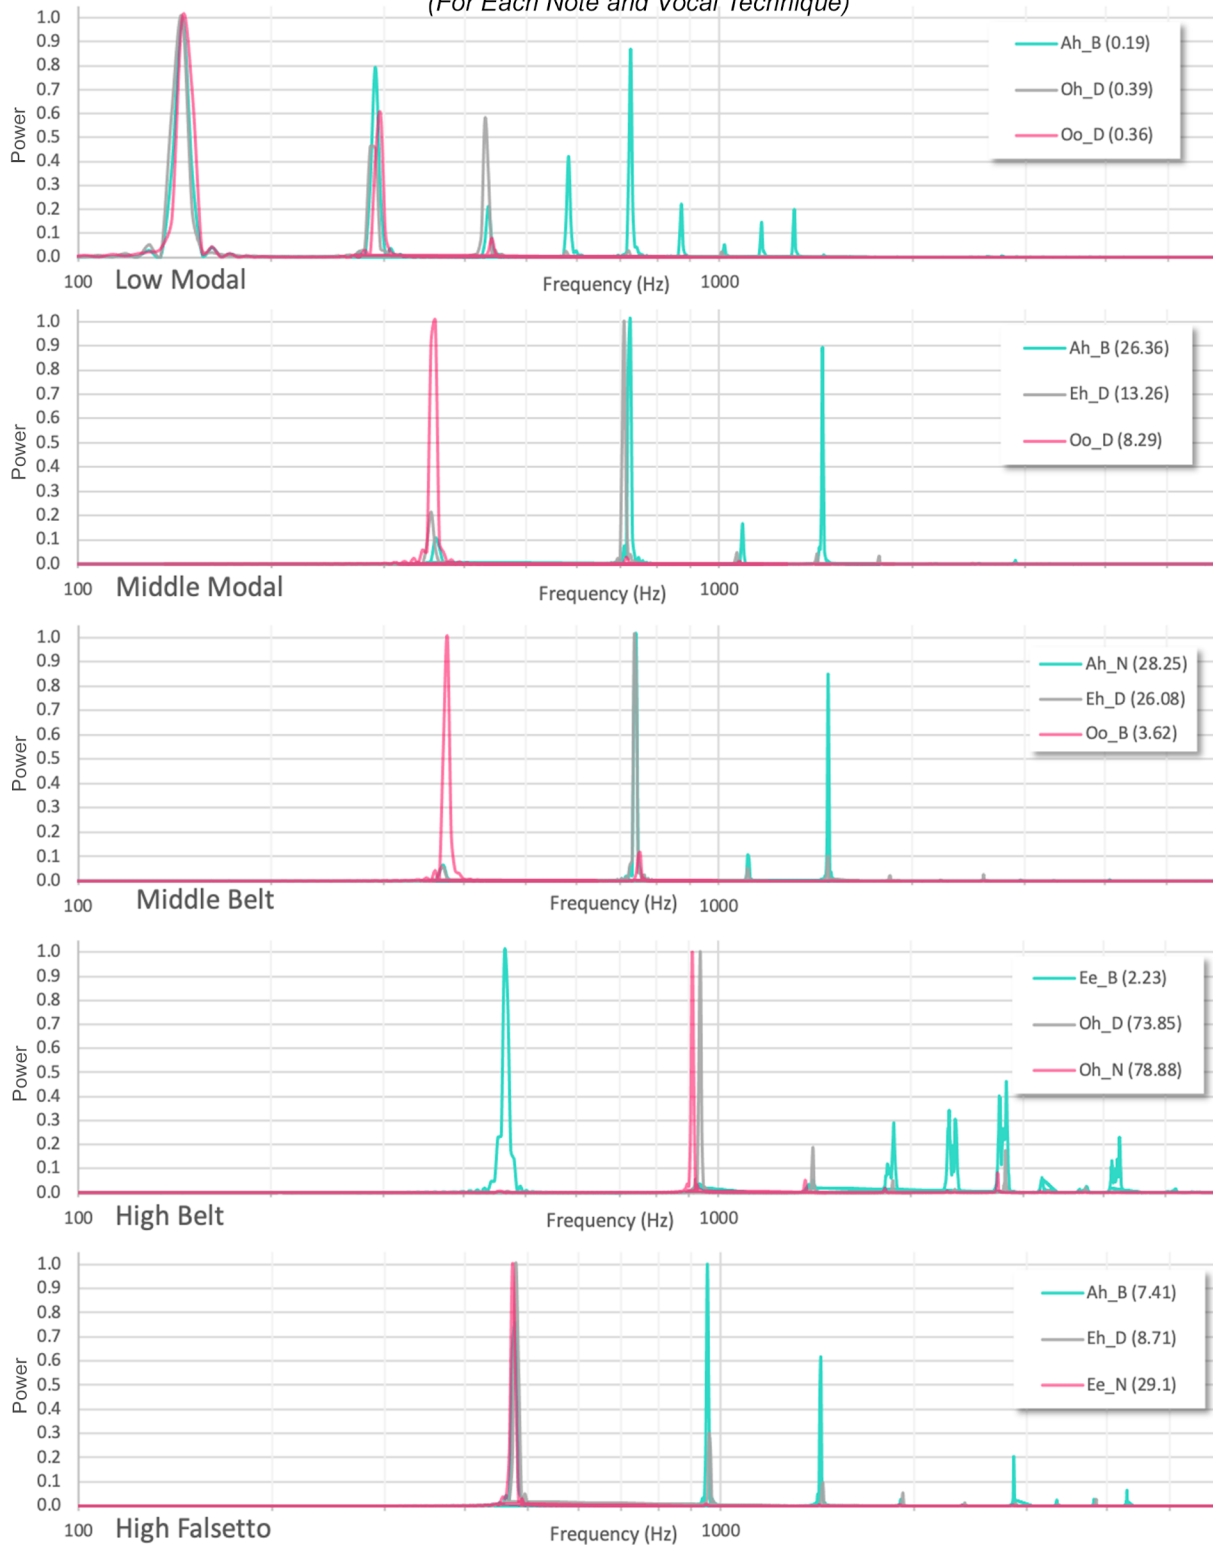 (For Each Note and Vocal Technique)
1.0
0.9
0.8
0.7
0.6
0.5
0.4
0.3
0.2
0.1
0.0
Power
Ah_B (0.19)
Oh_D (0.39)
Oo_D (0.36)
100
Low Modal
Frequency (Hz)
1000
1.0
0.9
0.8
0.7
0.6
0.5
0.4
0.3
0.2
0.1
0.0
Power
Ah_B (26.36)
Eh_D (13.26)
Oo_D (8.29)
100
Middle Modal
Frequency (Hz)
1000
1.0
0.9
0.8
0.7
0.6
0.5
0.4
0.3
0.2
0.1
0.0
Power
Ah_N (28.25)
Eh_D (26.08)
Oo_B (3.62)
100
Middle Belt
Frequency (Hz)
1000
1.0
0.9
0.8
0.7
0.6
0.5
0.4
0.3
0.2
0.1
0.0
Power
Ee_B (2.23)
Oh_D (73.85)
Oh_N (78.88)
100
High Belt
Frequency (Hz)
1000
1.0
0.9
0.8
0.7
0.6
0.5
0.4
0.3
0.2
0.1
0.0
Power
Ah_B (7.41)
Eh_D (8.71)
Ee_N (29.1)
100
High Falsetto
Frequency (Hz)
1000